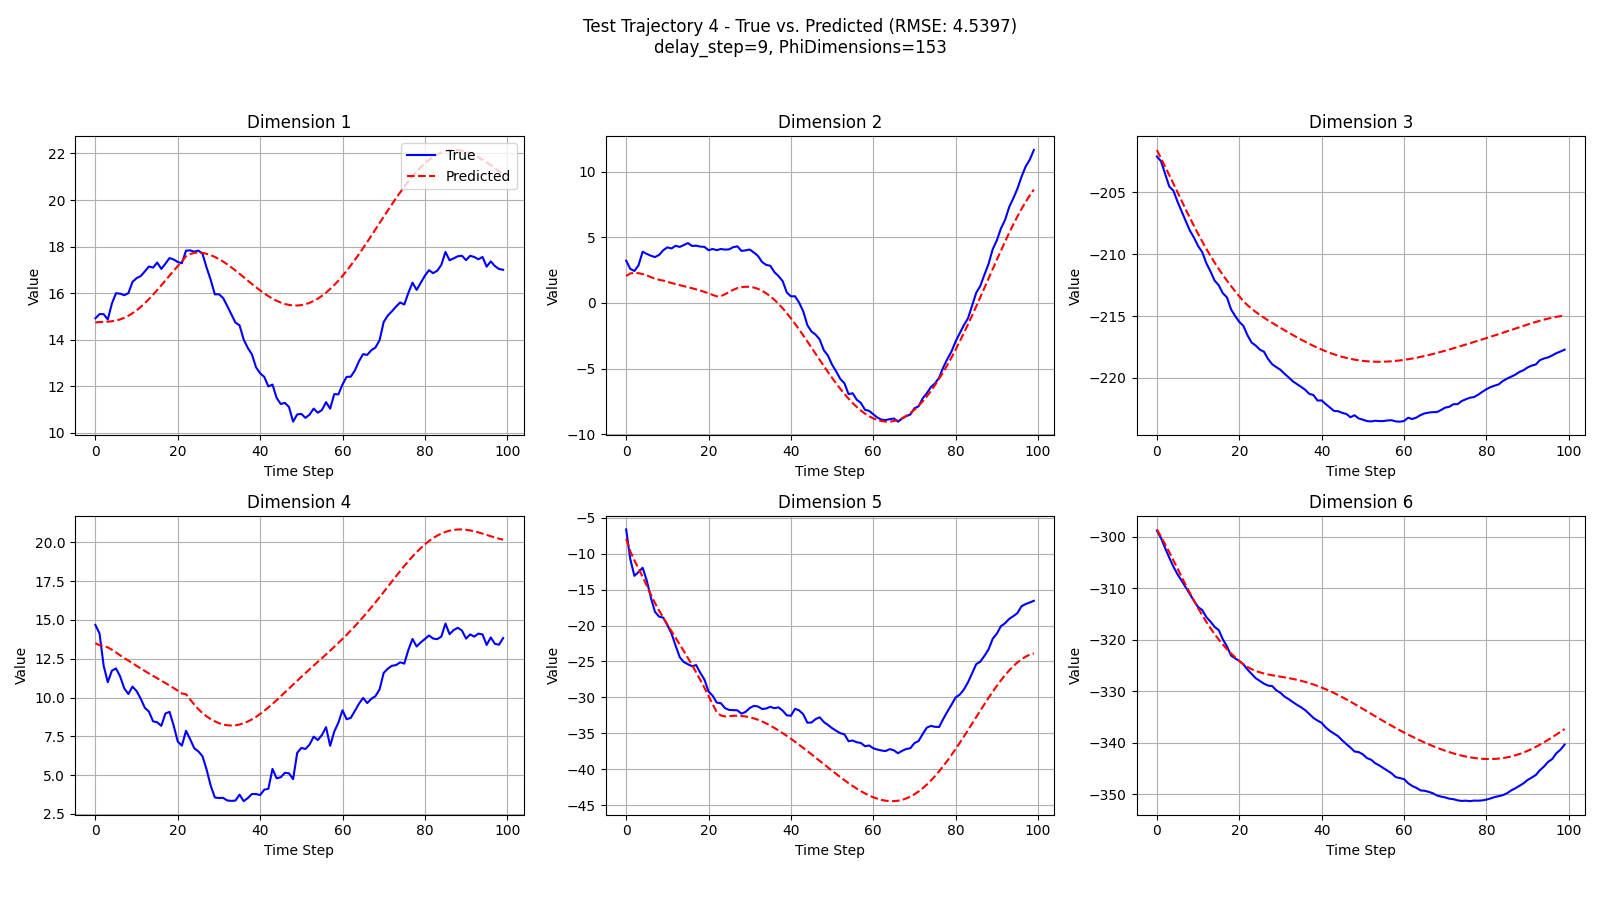 Test Trajectory 4 - True vs. Predicted (RMSE: 4.5397)
delay_step=9, PhiDimensions=153
Dimension 1
22
20
18
16
14
12
10
Value
0 20 40 60 80 100
Time Step
True
Predicted
Dimension 2
10
5
0
−5
−10
Value
0 20 40 60 80 100
Time Step
Dimension 3
−205
−210
−215
−220
Value
0 20 40 60 80 100
Time Step
Dimension 4
20.0
17.5
15.0
12.5
10.0
7.5
5.0
2.5
Value
0 20 40 60 80 100
Time Step
Dimension 5
−5
−10
−15
−20
−25
−30
−35
−40
−45
Value
0 20 40 60 80 100
Time Step
Dimension 6
−300
−310
−320
−330
−340
−350
Value
0 20 40 60 80 100
Time Step